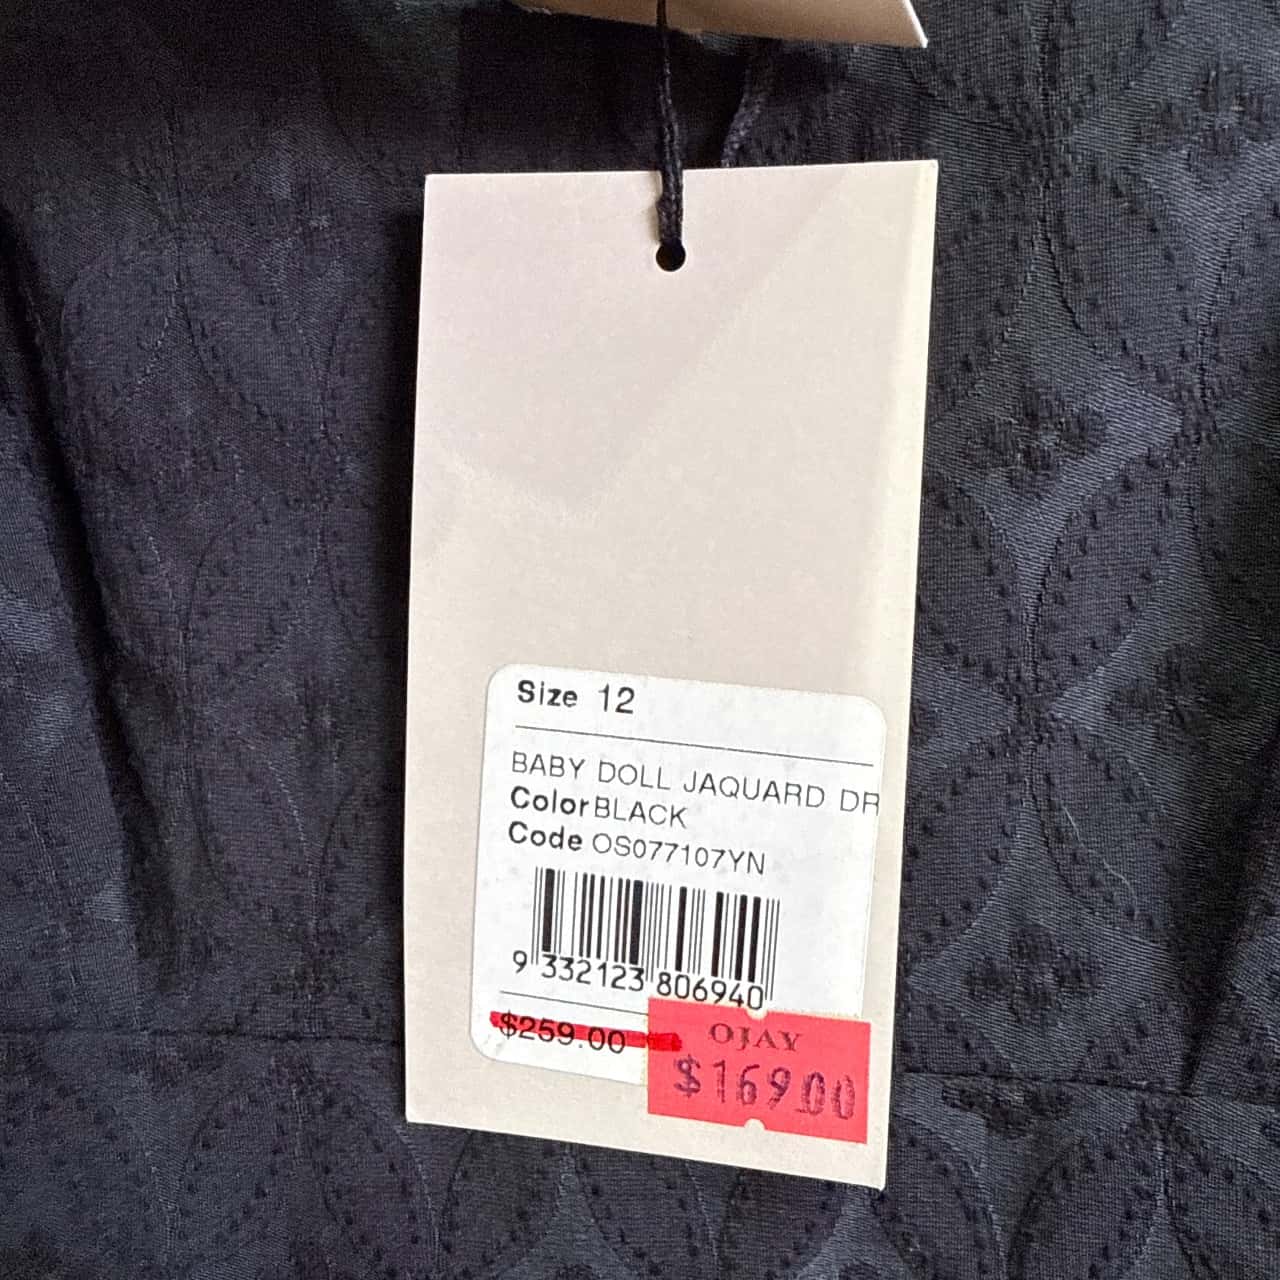 Size 12
BABY DOLL JAQUARD DR
Color BLACK
Code OS077107YN
9 332123 806940
$259.00
OJAY
$169.00